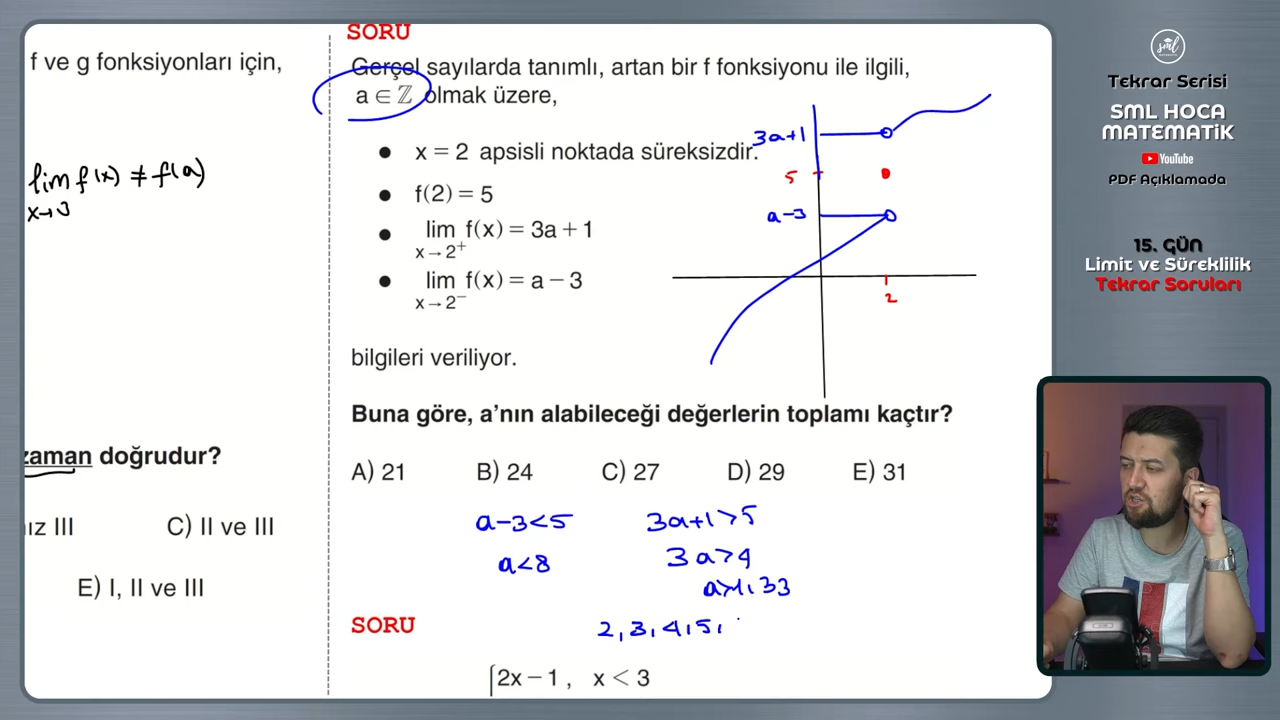 f ve g fonksiyonları için,
lim f(x) ≠ f(a)
x→3
zaman doğrudur?
ız III
C) II ve III
E) I, II ve III
SORU
Gerçel sayılarda tanımlı, artan bir f fonksiyonu ile ilgili,
a ∈ ℤ olmak üzere,
● x = 2 apsisli noktada süreksizdir.
● f(2) = 5
● lim f(x) = 3a + 1
x→2⁺
● lim f(x) = a − 3
x→2⁻
bilgileri veriliyor.
3a+1
5
a−3
2
Buna göre, a’nın alabileceği değerlerin toplamı kaçtır?
A) 21 B) 24 C) 27 D) 29 E) 31
a−3<5
a<8
3a+1>5
3a>4
a>1,33
2,3,4,5,
SORU
2x − 1, x < 3
sml
Tekrar Serisi
SML HOCA
MATEMATİK
YouTube
PDF Açıklamada
15. GÜN
Limit ve Süreklilik
Tekrar Soruları